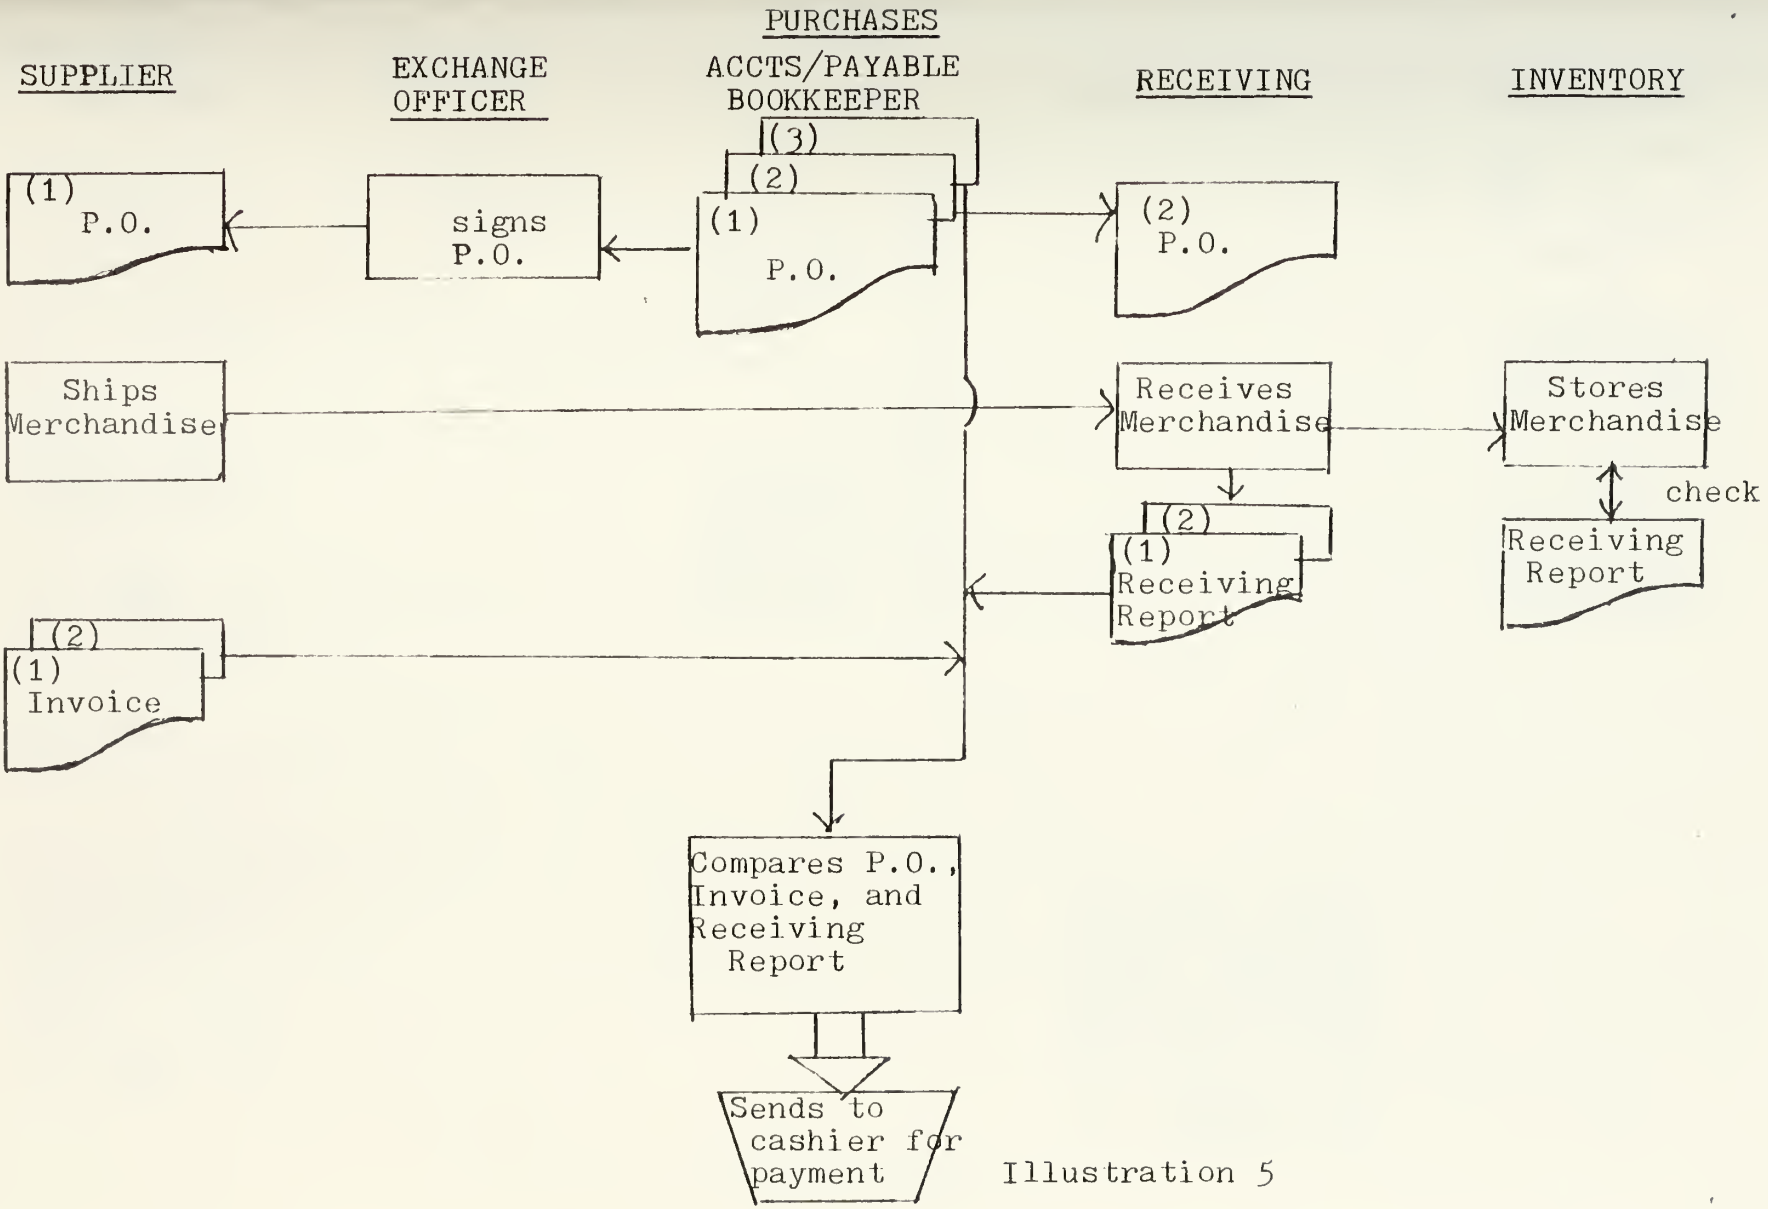 PURCHASES
SUPPLIER
EXCHANGE
OFFICER
ACCTS/PAYABLE
BOOKKEEPER
RECEIVING
INVENTORY
(1)
P.O.
signs
P.O.
(3)
(2)
(1)
P.O.
(2)
P.O.
Ships
Merchandise
Receives
Merchandise
Stores
Merchandise
check
(2)
(1)
Receiving
Report
Receiving
Report
(2)
(1)
Invoice
Compares P.O.,
Invoice, and
Receiving
Report
Sends to
cashier for
payment
Illustration 5